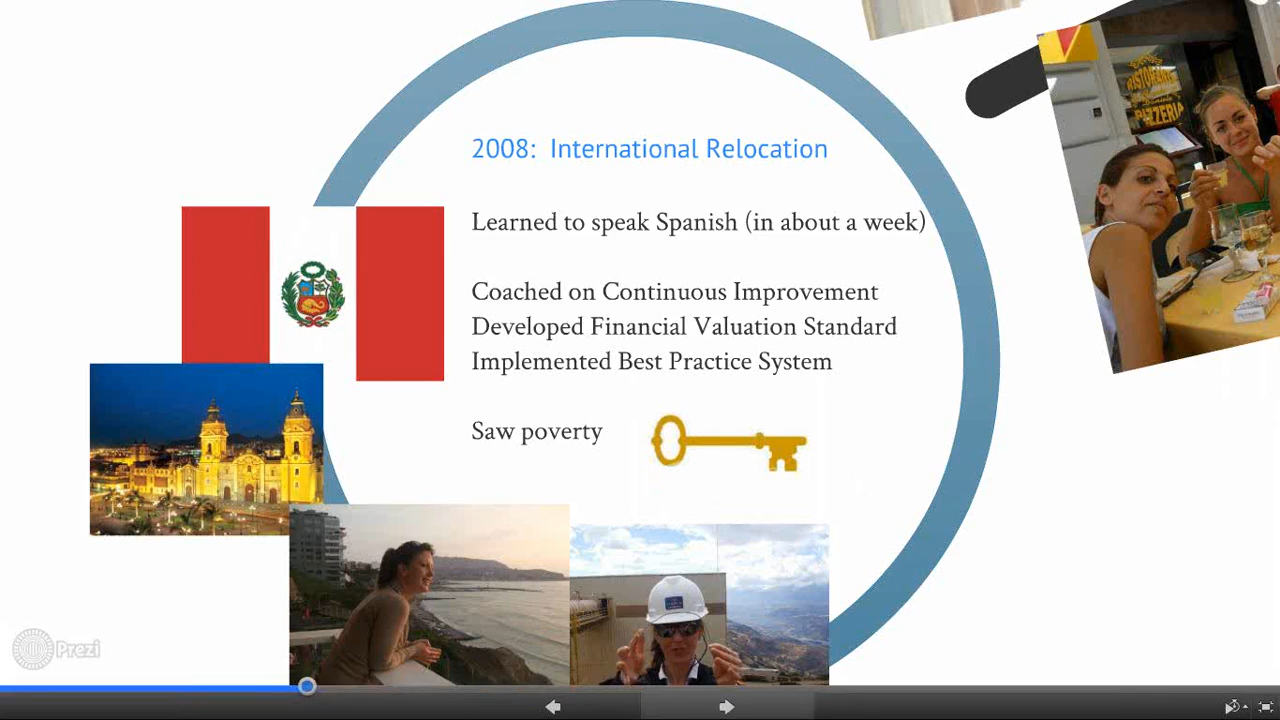 2008: International Relocation
Learned to speak Spanish (in about a week)
Coached on Continuous Improvement
Developed Financial Valuation Standard
Implemented Best Practice System
Saw poverty
RISTORANTE
PIZZERIA
Prezi